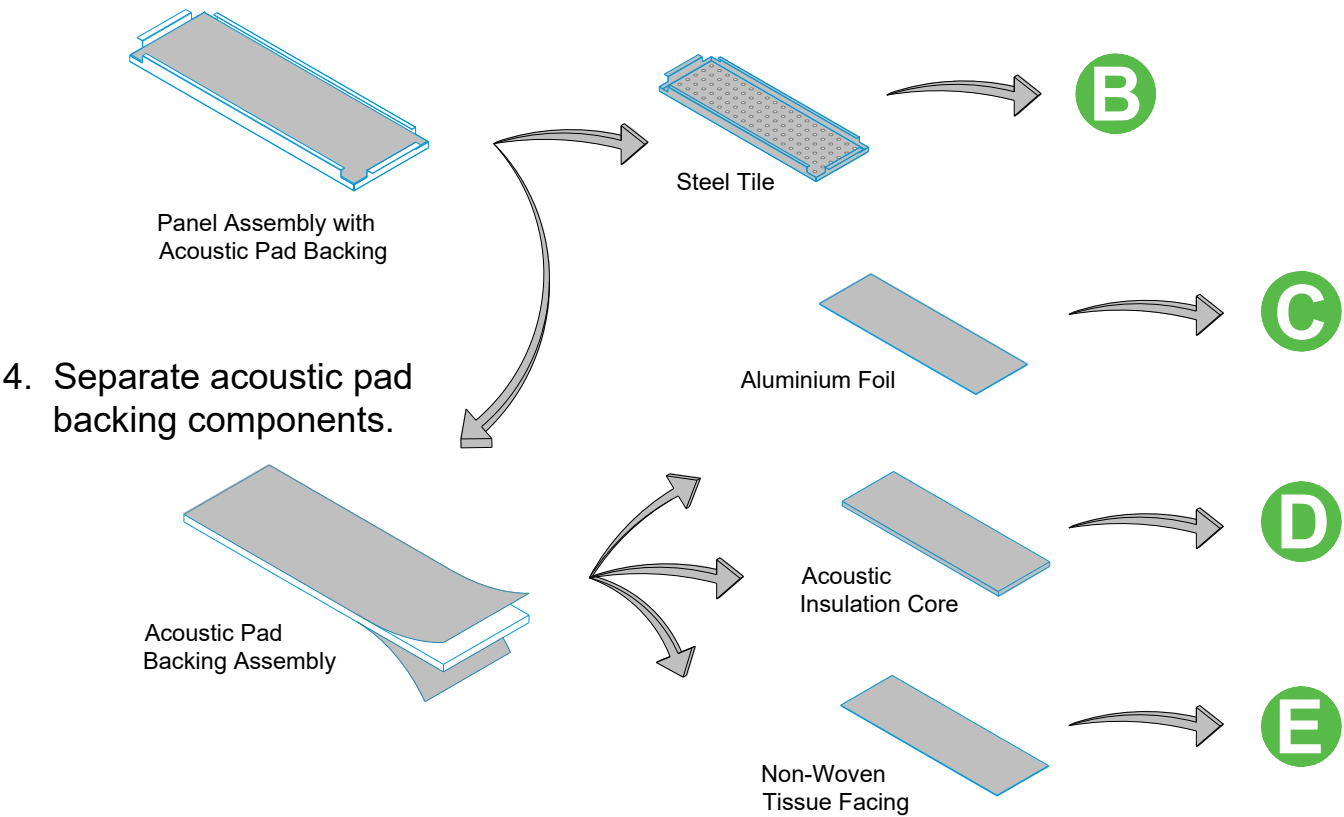 B
Steel Tile
Panel Assembly with
Acoustic Pad Backing
C
Aluminium Foil
4. Separate acoustic pad
backing components.
D
Acoustic
Insulation Core
Acoustic Pad
Backing Assembly
E
Non-Woven
Tissue Facing